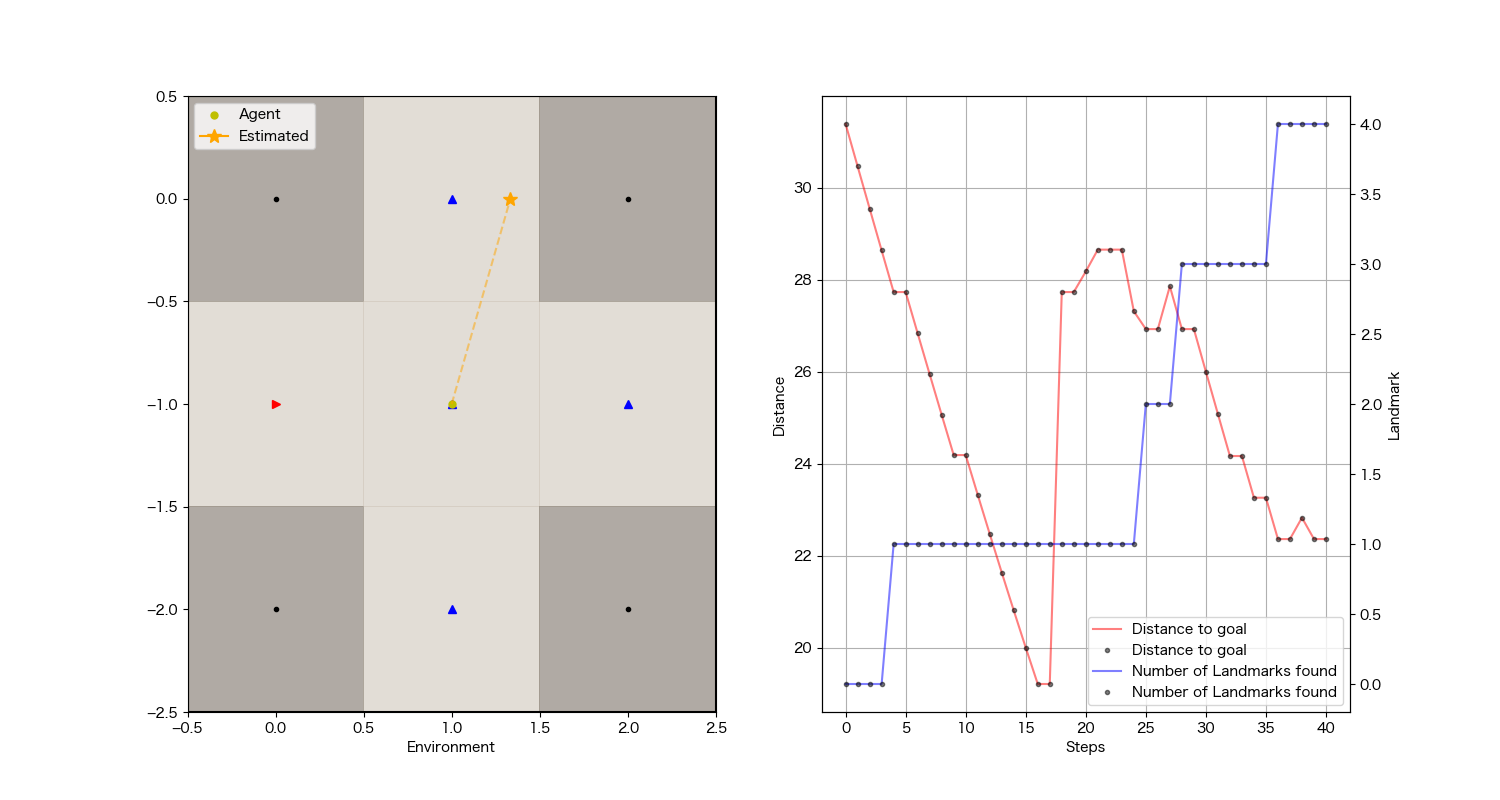 Agent
Estimated
0.5
0.0
−0.5
−1.0
−1.5
−2.0
−2.5
−0.5 0.0 0.5 1.0 1.5 2.0 2.5
Environment
Distance
30
28
26
24
22
20
0 5 10 15 20 25 30 35 40
Steps
4.0
3.5
3.0
2.5
2.0
1.5
1.0
0.5
0.0
Landmark
Distance to goal
Distance to goal
Number of Landmarks found
Number of Landmarks found